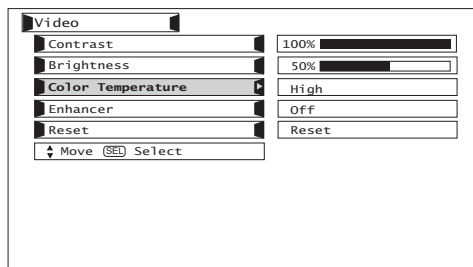 Video
Contrast 100%
Brightness 50%
Color Temperature High
Enhancer Off
Reset Reset
Move SEL Select